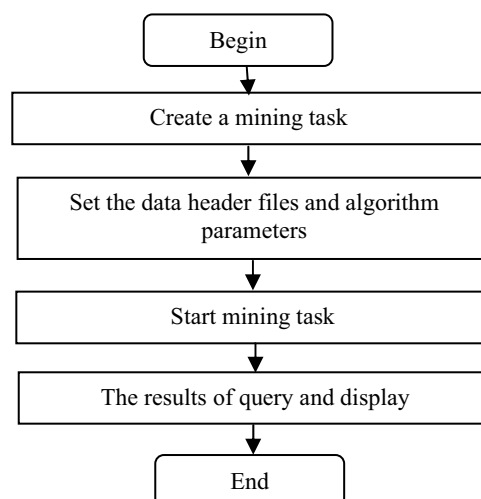 Begin
Create a mining task
Set the data header files and algorithm
parameters
Start mining task
The results of query and display
End